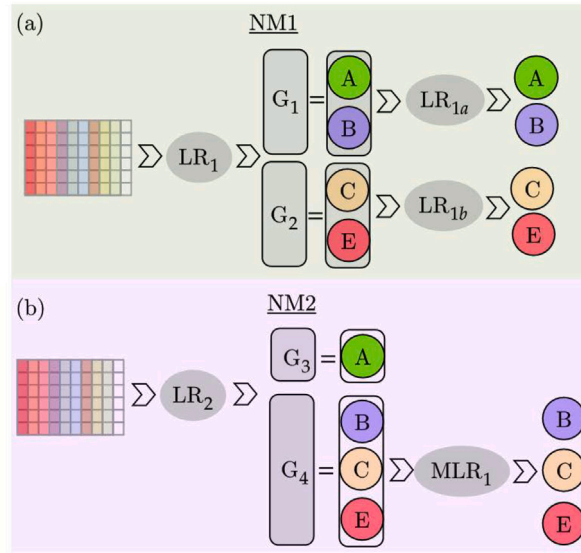 (a)
NM1
LR₁
G₁ = A B
LR₁ₐ
A
B
G₂ = C E
LR₁b
C
E
(b)
NM2
LR₂
G₃ = A
G₄ = B C E
MLR₁
B
C
E